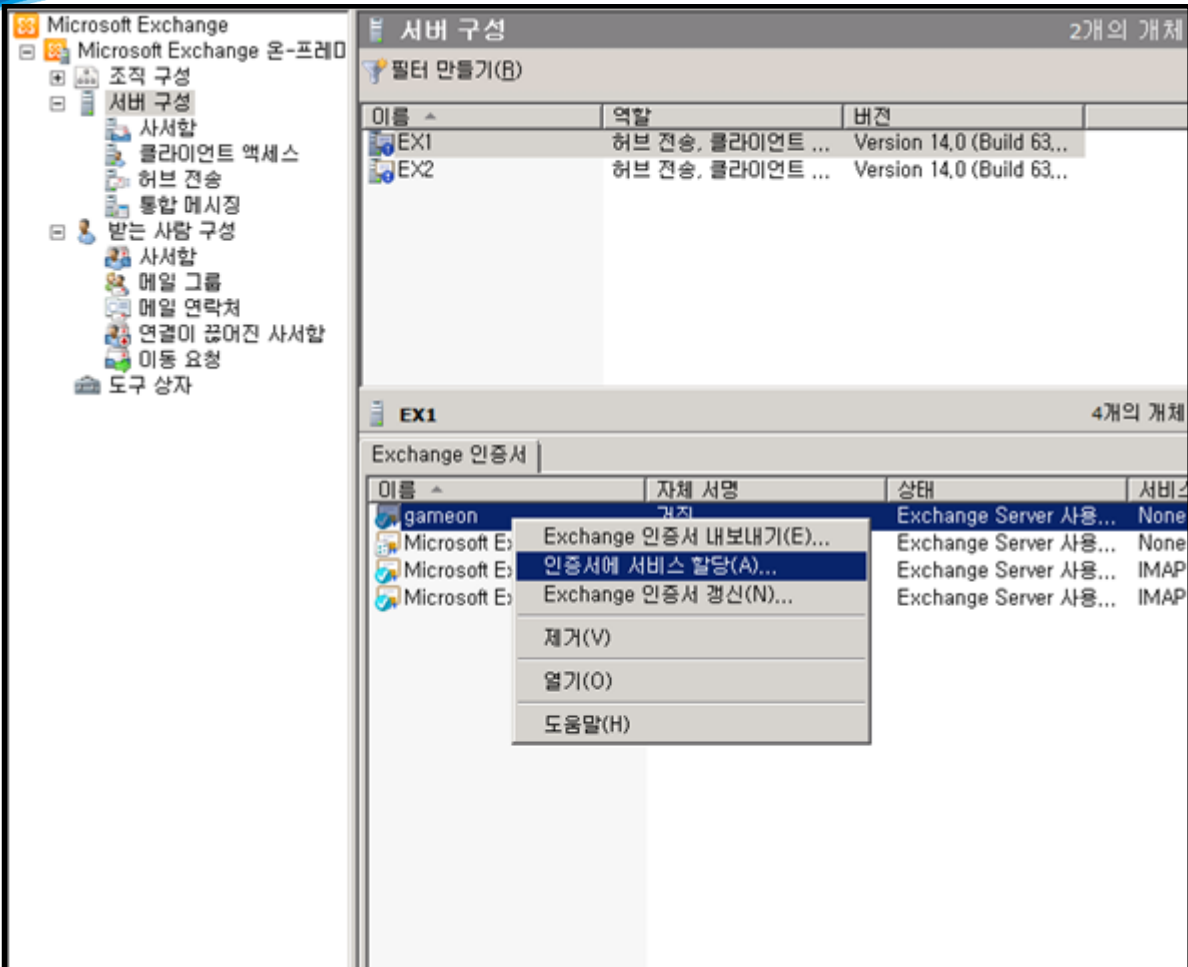 Microsoft Exchange
Microsoft Exchange 온-프레미
조직 구성
서버 구성
사서함
클라이언트 액세스
허브 전송
통합 메시징
받는 사람 구성
사서함
메일 그룹
메일 연락처
연결이 끊어진 사서함
이동 요청
도구 상자
서버 구성 2개의 개체
필터 만들기(R)
이름 역할 버전
EX1 허브 전송, 클라이언트 ... Version 14,0 (Build 63,...
EX2 허브 전송, 클라이언트 ... Version 14,0 (Build 63,...
EX1 4개의 개체
Exchange 인증서
이름 자체 서명 상태 서비스
gameon 거짓 Exchange Server 사용... None
Microsoft Ex Exchange Server 사용... None
Microsoft Ex Exchange Server 사용... IMAP
Microsoft Ex Exchange Server 사용... IMAP
Exchange 인증서 내보내기(E)...
인증서에 서비스 할당(A)...
Exchange 인증서 갱신(N)...
제거(V)
열기(O)
도움말(H)